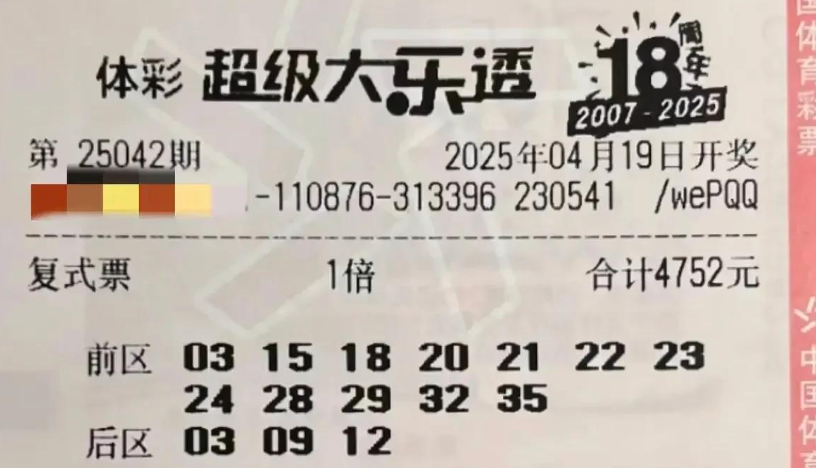 体彩 超级大乐透 18周年
2007-2025
第 25042期 2025年04月19日开奖
-110876-313396 230541 /wePQQ
复式票 1倍 合计4752元
前区 03 15 18 20 21 22 23
24 28 29 32 35
后区 03 09 12
国体育彩票
中国体育